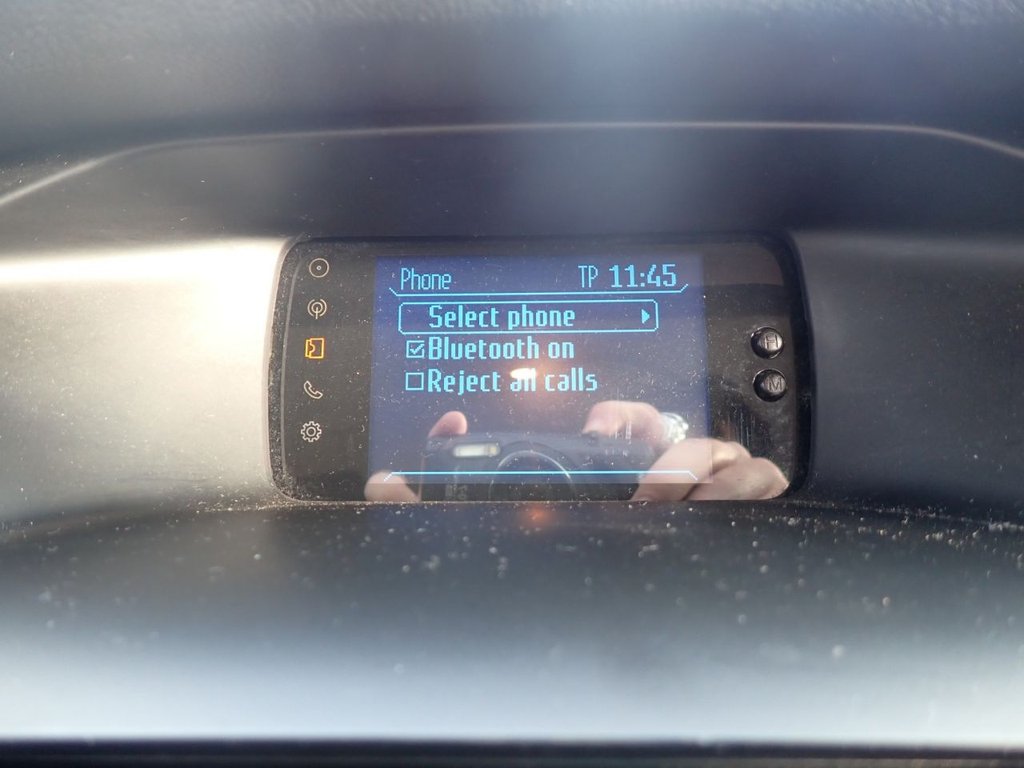 Phone TP 11:45
Select phone
Bluetooth on
Reject all calls
H
M